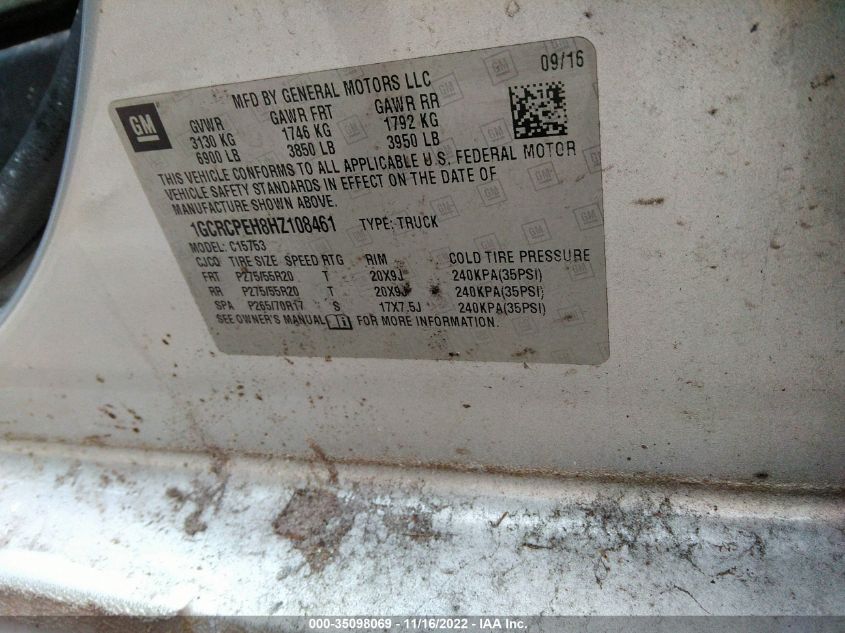 09/16
MFD BY GENERAL MOTORS LLC
GM
GVWR GAWR FRT GAWR RR
3130 KG 1746 KG 1792 KG
6900 LB 3850 LB 3950 LB
THIS VEHICLE CONFORMS TO ALL APPLICABLE U.S. FEDERAL MOTOR
VEHICLE SAFETY STANDARDS IN EFFECT ON THE DATE OF
MANUFACTURE SHOWN ABOVE.
1GCRCPEH8HZ108461 TYPE: TRUCK
MODEL: C15753
CJCO TIRE SIZE SPEED RTG RIM COLD TIRE PRESSURE
FRT P275/55R20 T 20X9J 240KPA(35PSI)
RR P275/55R20 T 20X9J 240KPA(35PSI)
SPA P265/70R17 S 17X7.5J 240KPA(35PSI)
SEE OWNER'S MANUAL FOR MORE INFORMATION.
000-35098069 - 11/16/2022 - IAA Inc.